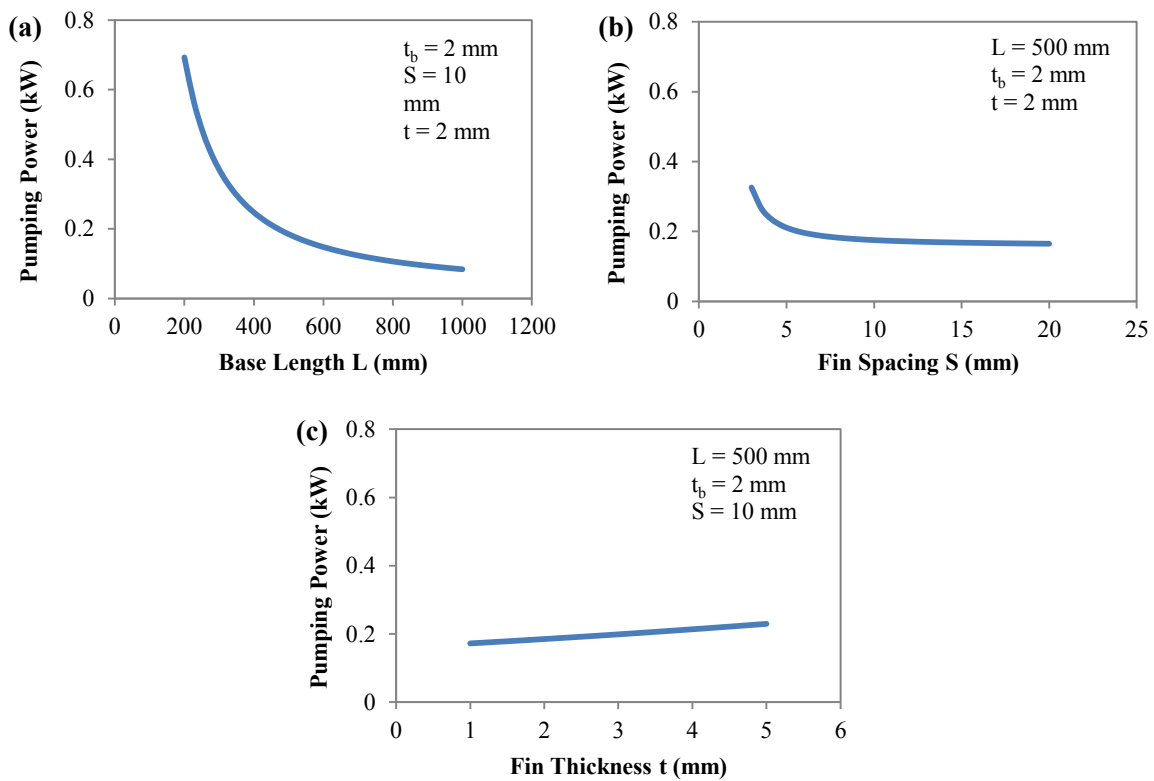 (a)
Pumping Power (kW)
0.8
0.6
0.4
0.2
0
t_b = 2 mm
S = 10
mm
t = 2 mm
0 200 400 600 800 1000 1200
Base Length L (mm)
(b)
Pumping Power (kW)
0.8
0.6
0.4
0.2
0
L = 500 mm
t_b = 2 mm
t = 2 mm
0 5 10 15 20 25
Fin Spacing S (mm)
(c)
Pumping Power (kW)
0.8
0.6
0.4
0.2
0
L = 500 mm
t_b = 2 mm
S = 10 mm
0 1 2 3 4 5 6
Fin Thickness t (mm)